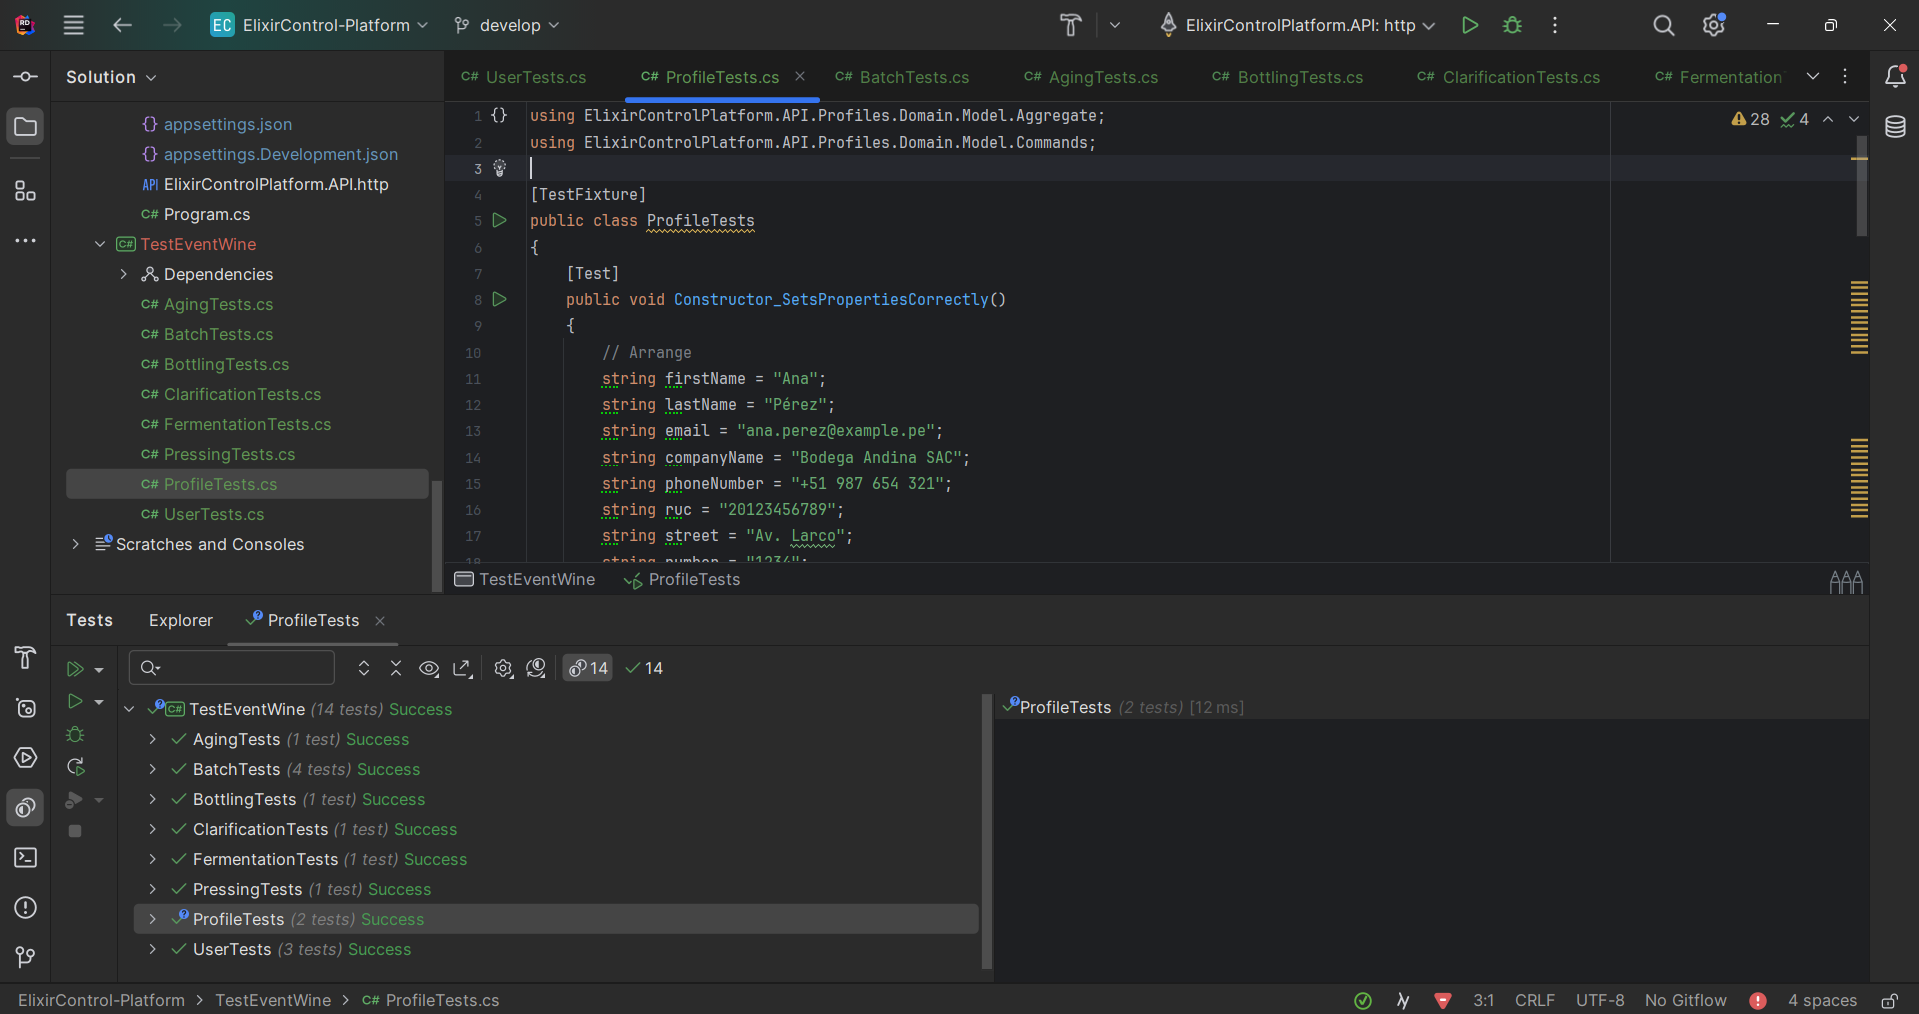 EC ElixirControl-Platform develop ElixirControlPlatform.API: http
Solution
appsettings.json
appsettings.Development.json
API ElixirControlPlatform.API.http
C# Program.cs
C# TestEventWine
Dependencies
C# AgingTests.cs
C# BatchTests.cs
C# BottlingTests.cs
C# ClarificationTests.cs
C# FermentationTests.cs
C# PressingTests.cs
C# ProfileTests.cs
C# UserTests.cs
Scratches and Consoles
C# UserTests.cs C# ProfileTests.cs C# BatchTests.cs C# AgingTests.cs C# BottlingTests.cs C# ClarificationTests.cs C# Fermentation
28 4
1 using ElixirControlPlatform.API.Profiles.Domain.Model.Aggregate;
2 using ElixirControlPlatform.API.Profiles.Domain.Model.Commands;
3
4 [TestFixture]
5 public class ProfileTests
6 {
7 [Test]
8 public void Constructor_SetsPropertiesCorrectly()
9 {
10 // Arrange
11 string firstName = "Ana";
12 string lastName = "Pérez";
13 string email = "ana.perez@example.pe";
14 string companyName = "Bodega Andina SAC";
15 string phoneNumber = "+51 987 654 321";
16 string ruc = "20123456789";
17 string street = "Av. Larco";
18 string number = "1234";
TestEventWine ProfileTests
Tests Explorer ProfileTests
14 14
C# TestEventWine (14 tests) Success
AgingTests (1 test) Success
BatchTests (4 tests) Success
BottlingTests (1 test) Success
ClarificationTests (1 test) Success
FermentationTests (1 test) Success
PressingTests (1 test) Success
ProfileTests (2 tests) Success
UserTests (3 tests) Success
ProfileTests (2 tests) [12 ms]
ElixirControl-Platform > TestEventWine > C# ProfileTests.cs
3:1 CRLF UTF-8 No Gitflow 4 spaces